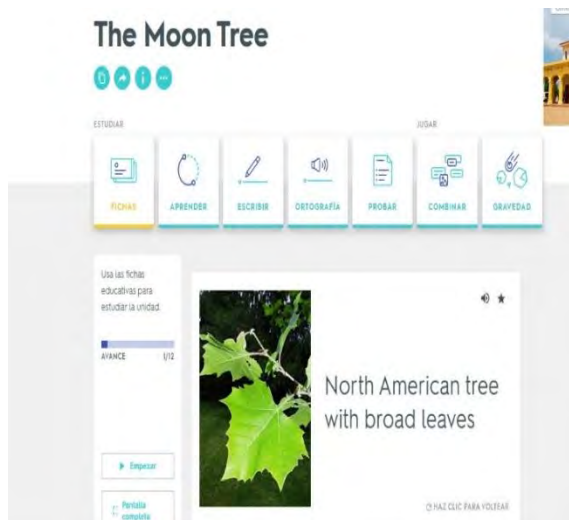 The Moon Tree
ESTUDIAR
JUGAR
FICHAS
APRENDER
ESCRIBIR
ORTOGRAFÍA
PROBAR
COMBINAR
GRAVEDAD
Usa las fichas
educativas para
estudiar la unidad.
AVANCE 1/12
Empezar
Pantalla
completa
North American tree
with broad leaves
HAZ CLIC PARA VOLTEAR